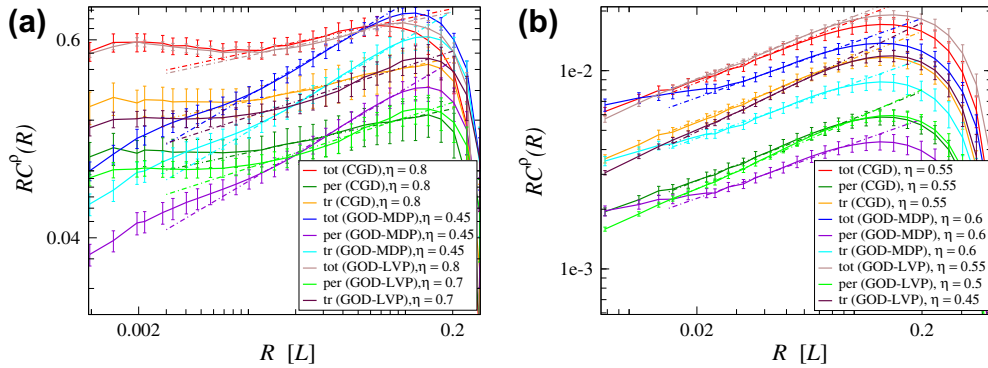 (a)
RC^ρ(R)
0.6
0.04
tot (CGD),η = 0.8
per (CGD),η = 0.8
tr (CGD),η = 0.8
tot (GOD-MDP),η = 0.45
per (GOD-MDP),η = 0.45
tr (GOD-MDP),η = 0.45
tot (GOD-LVP),η = 0.8
per (GOD-LVP),η = 0.7
tr (GOD-LVP),η = 0.7
0.002
0.2
R [L]
(b)
RC^ρ(R)
1e-2
1e-3
tot (CGD), η = 0.55
per (CGD), η = 0.55
tr (CGD), η = 0.55
tot (GOD-MDP), η = 0.6
per (GOD-MDP), η = 0.6
tr (GOD-MDP), η = 0.6
tot (GOD-LVP), η = 0.55
per (GOD-LVP), η = 0.5
tr (GOD-LVP), η = 0.45
0.02
0.2
R [L]